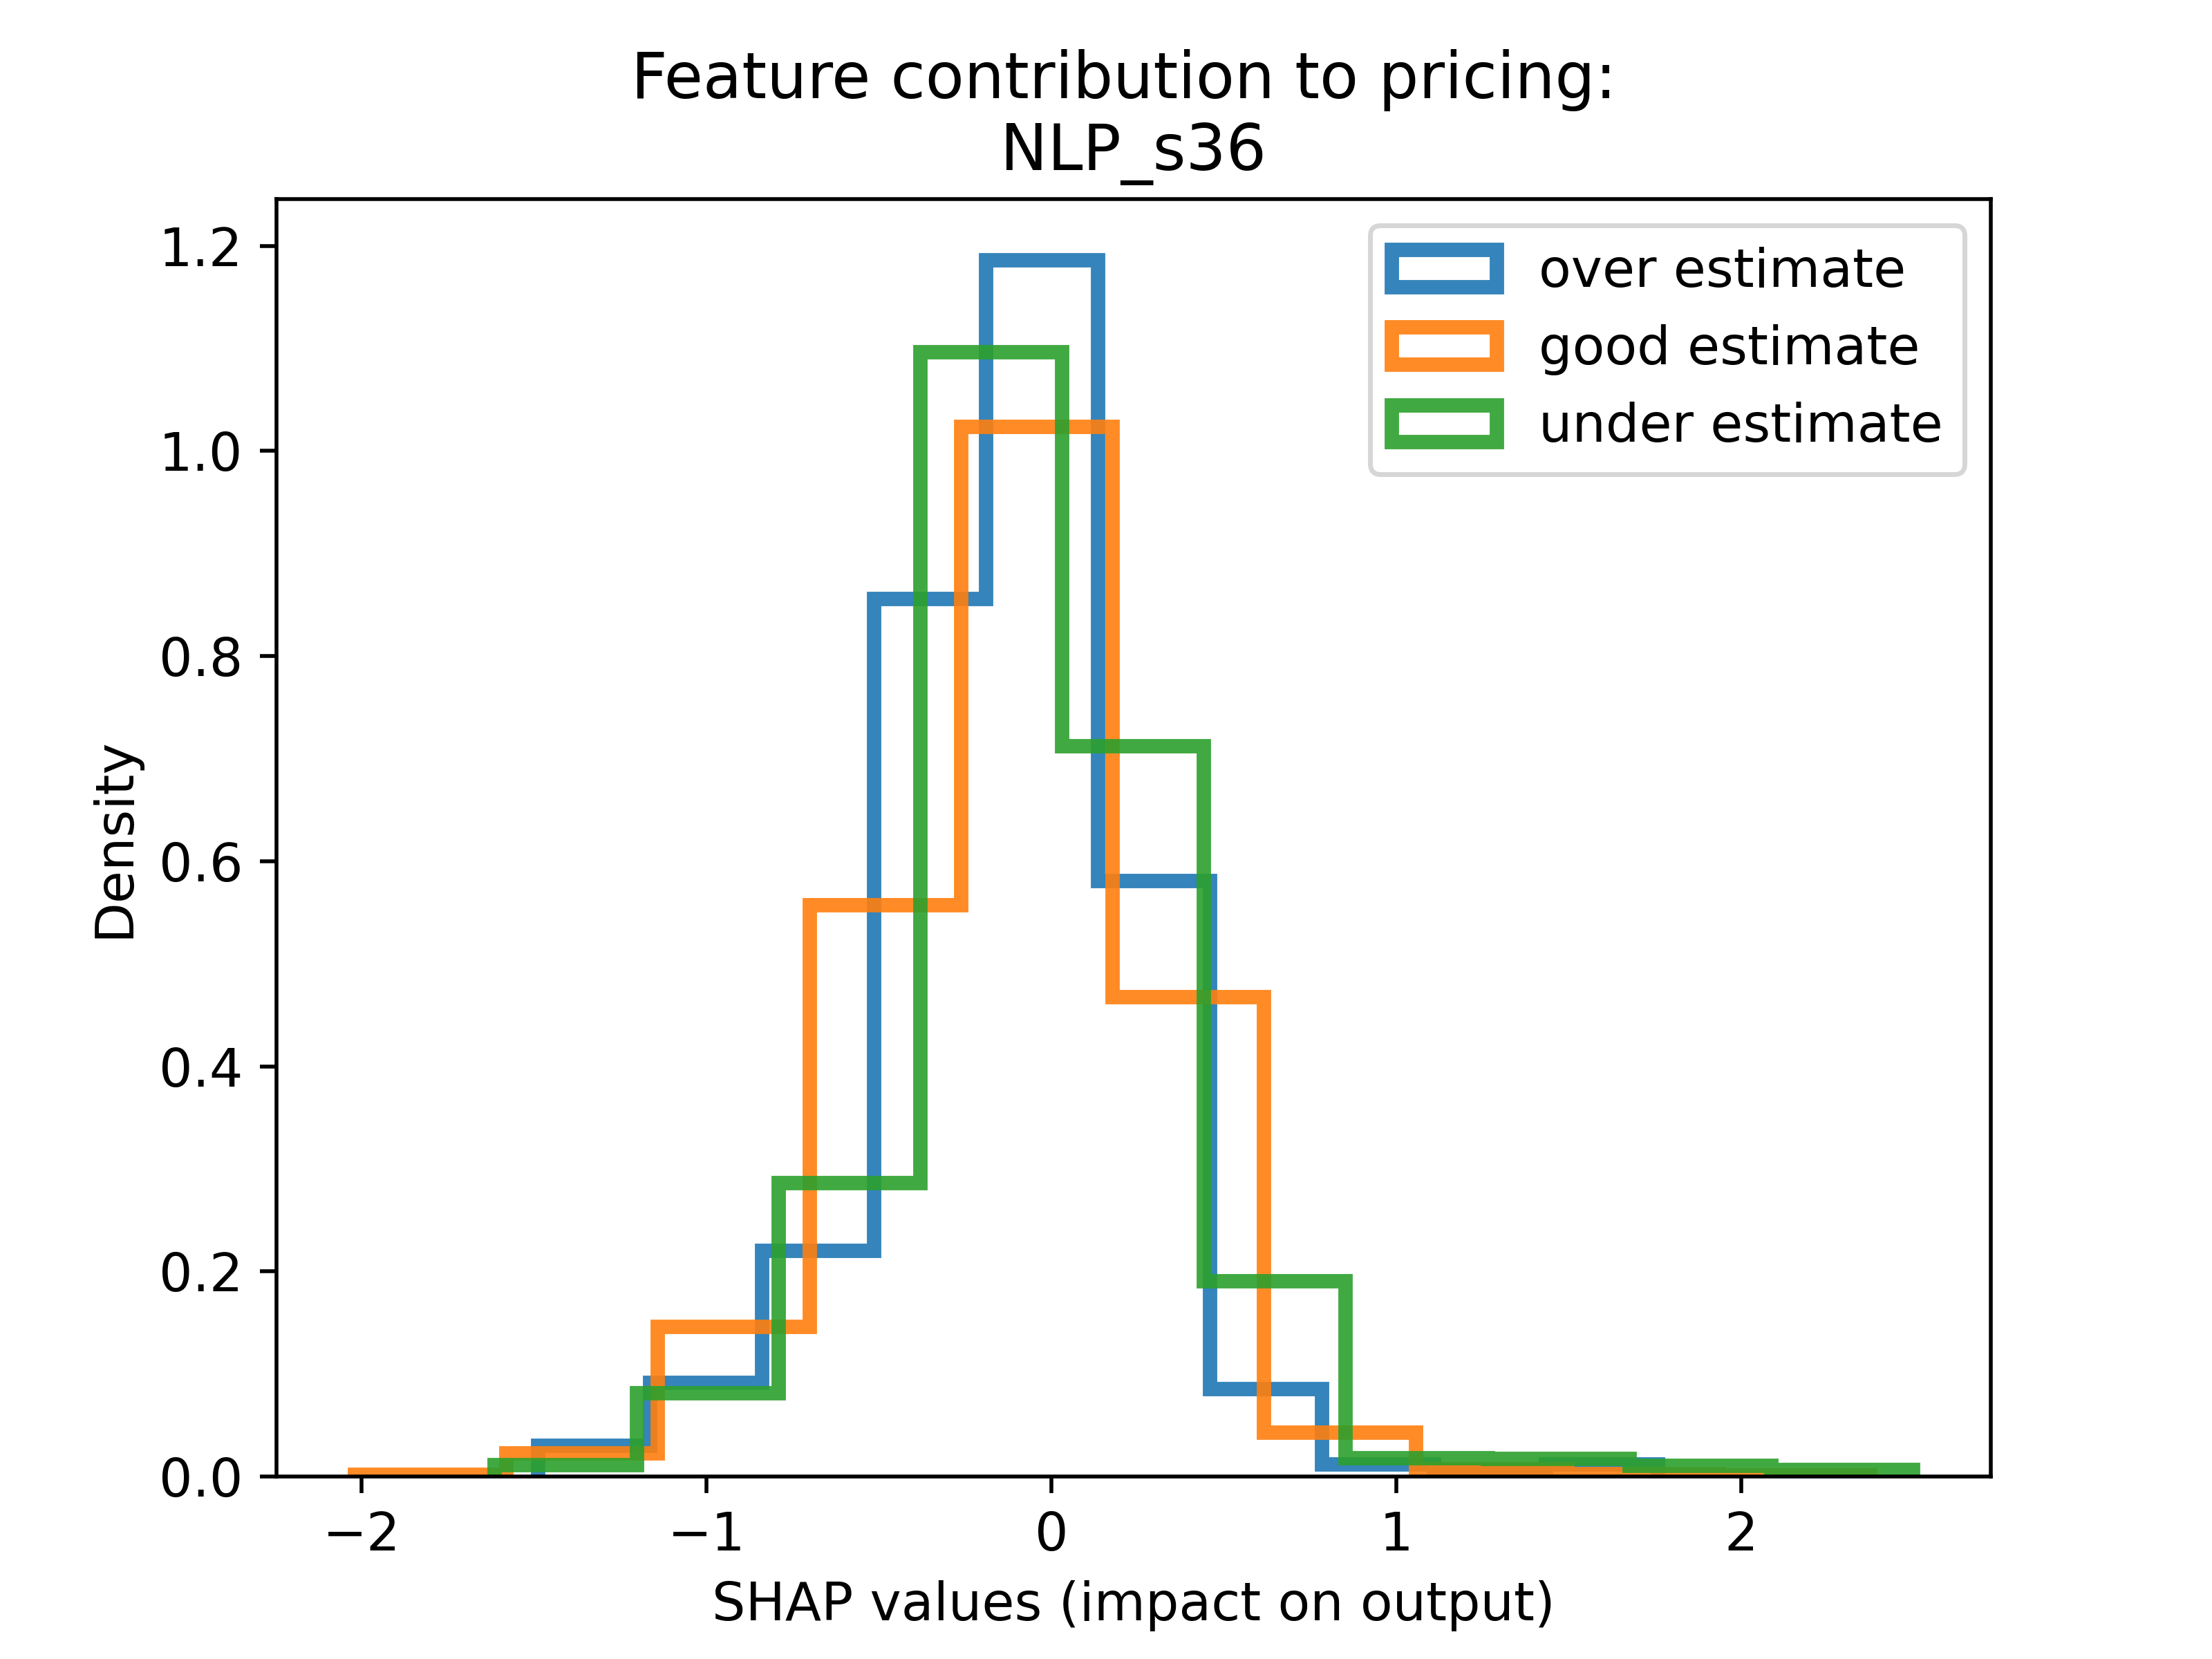 Feature contribution to pricing:
NLP_s36
over estimate
good estimate
under estimate
1.2
1.0
0.8
0.6
0.4
0.2
0.0
Density
−2
−1
0
1
2
SHAP values (impact on output)